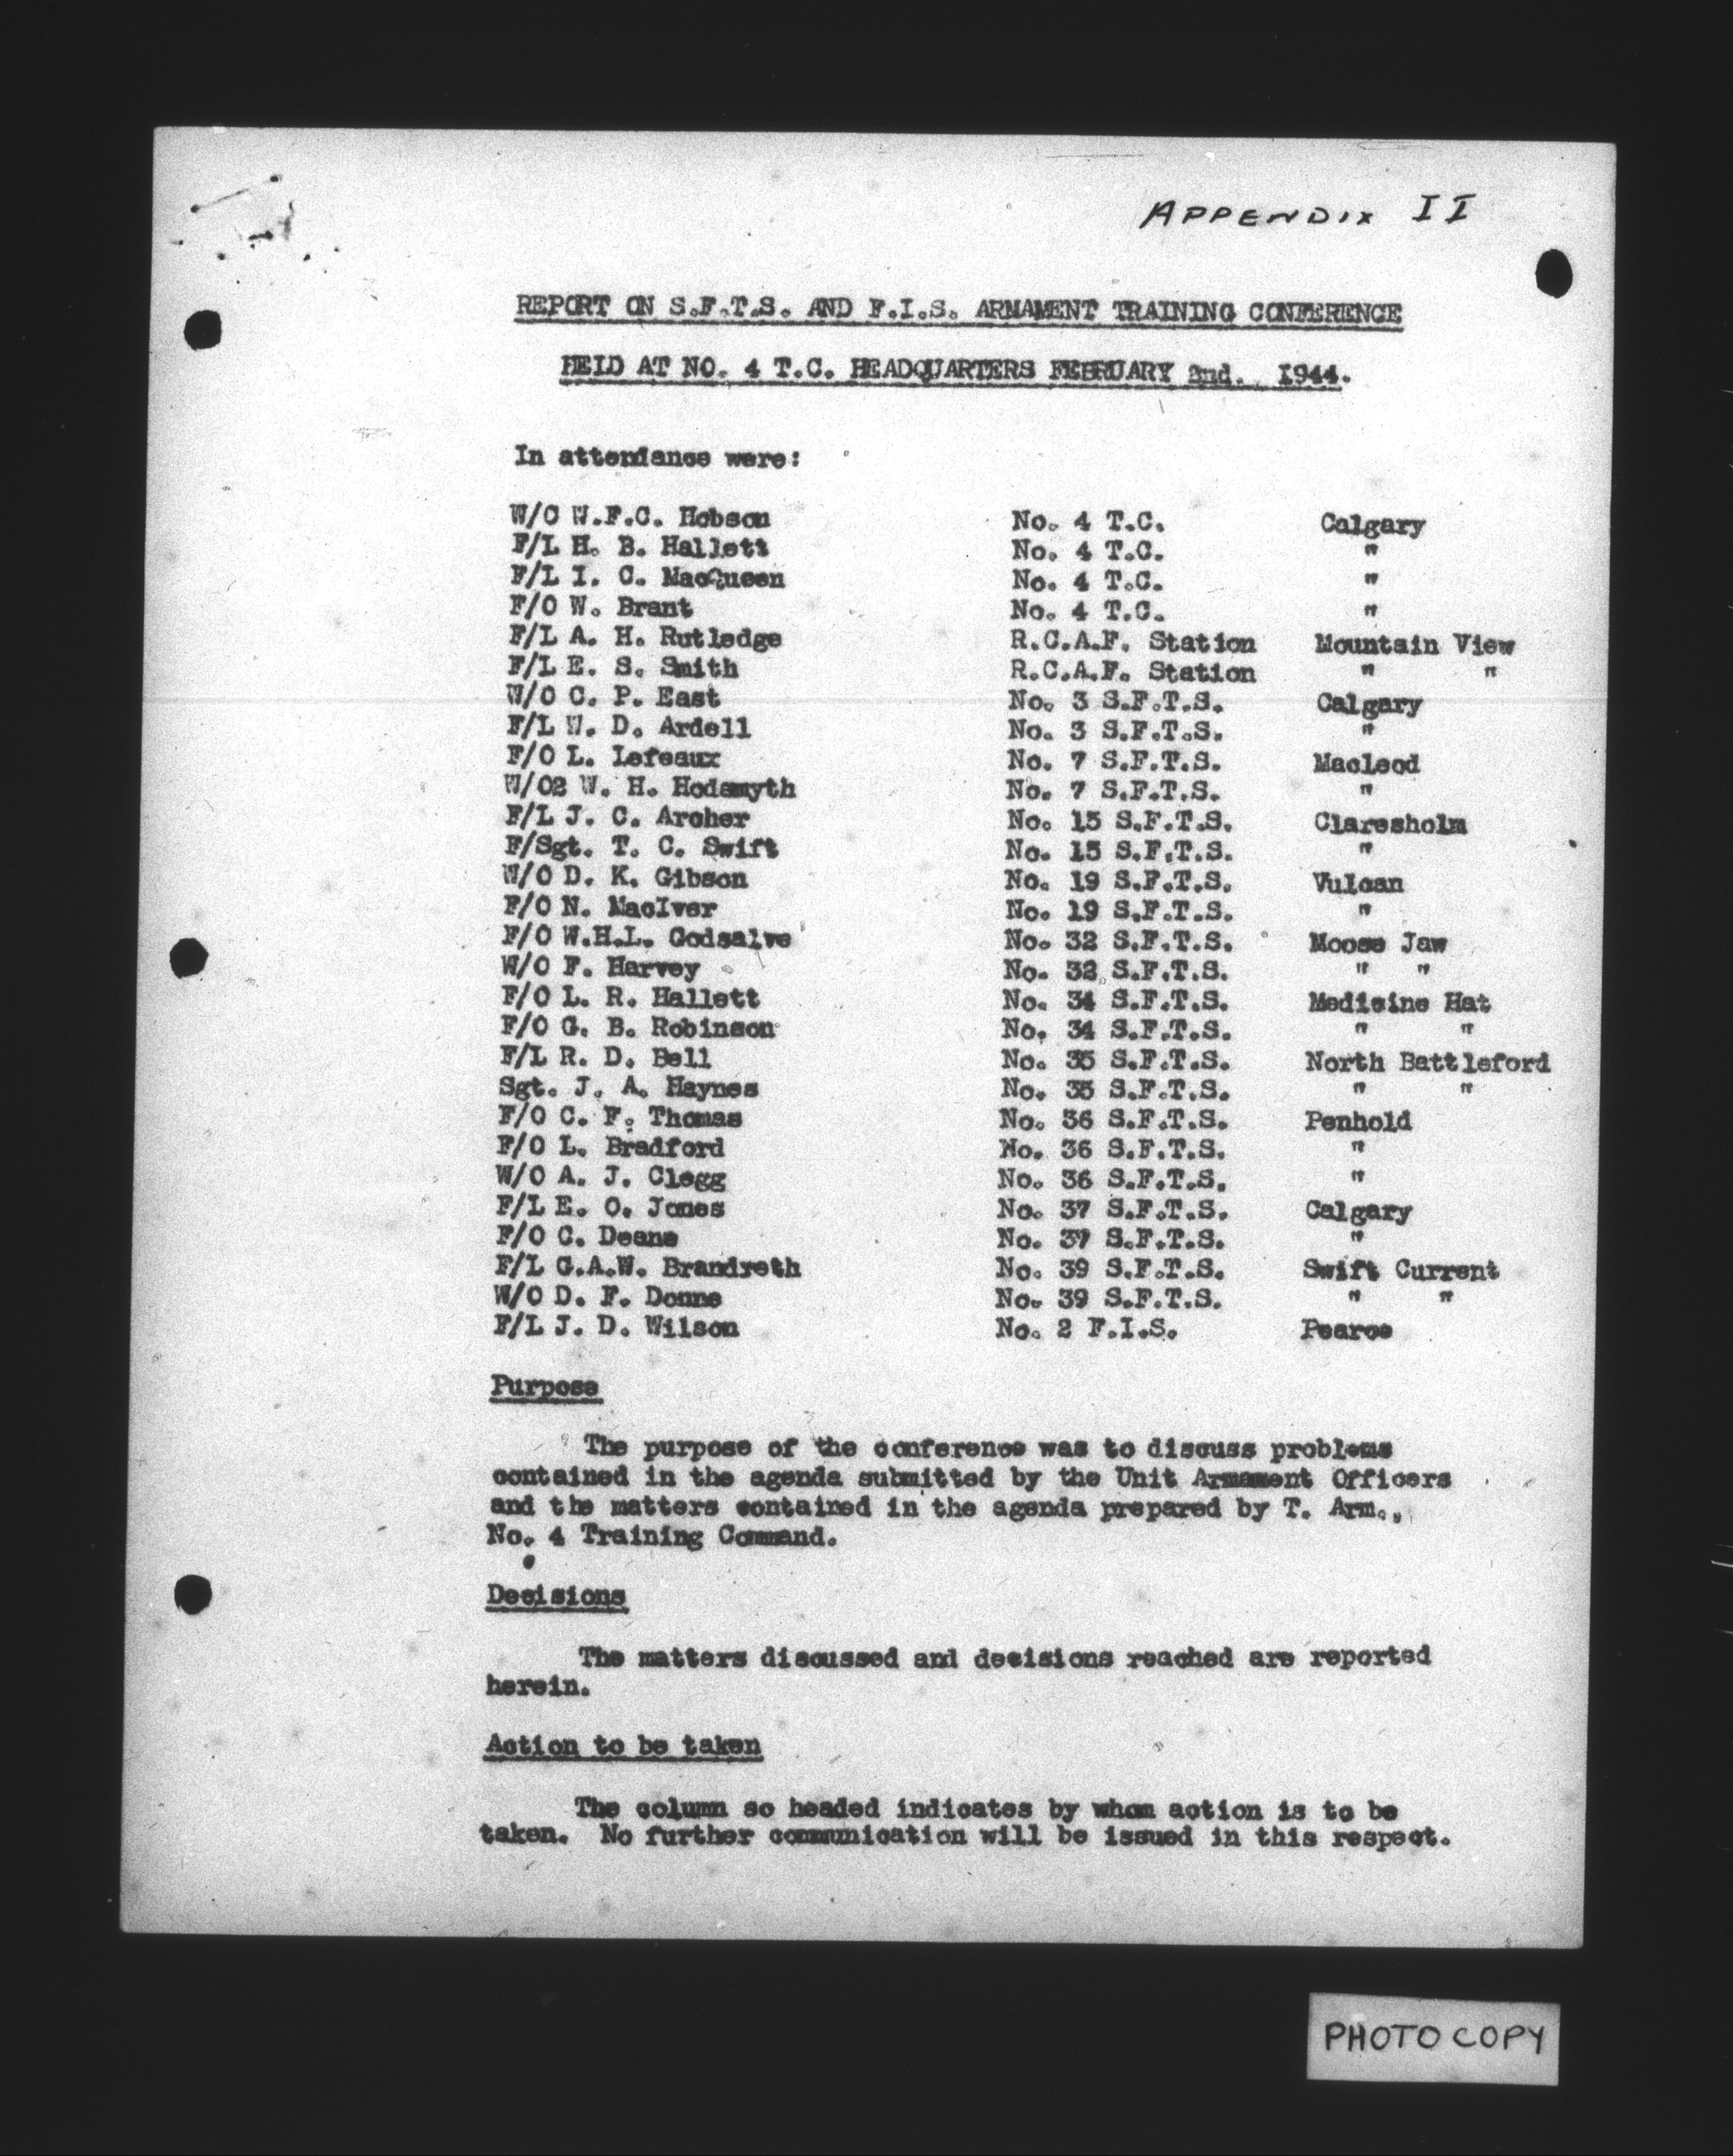 APPENDIX II
REPORT ON S.F.T.S. AND F.I.S. ARMAMENT TRAINING CONFERENCE
HELD AT NO. 4 T.C. HEADQUARTERS FEBRUARY 2nd. 1944.
In attendance were:
W/O W.F.C. Hobson No. 4 T.C. Calgary
F/L H. B. Hallett No. 4 T.C. "
F/L I. C. MacQueen No. 4 T.C. "
F/O W. Brant No. 4 T.C. "
F/L A. H. Rutledge R.C.A.F. Station Mountain View
F/L E. S. Smith R.C.A.F. Station " "
W/O C. P. East No. 3 S.F.T.S. Calgary
F/L W. D. Ardell No. 3 S.F.T.S. "
F/O L. Lefeaux No. 7 S.F.T.S. Macleod
W/O2 W. H. Hodsmyth No. 7 S.F.T.S. "
F/L J. C. Archer No. 15 S.F.T.S. Claresholm
F/Sgt. T. C. Swift No. 15 S.F.T.S. "
W/O D. K. Gibson No. 19 S.F.T.S. Vulcan
F/O N. MacIver No. 19 S.F.T.S. "
F/O W.H.L. Godsalve No. 32 S.F.T.S. Moose Jaw
W/O F. Harvey No. 32 S.F.T.S. " "
F/O L. R. Hallett No. 34 S.F.T.S. Medicine Hat
F/O G. B. Robinson No. 34 S.F.T.S. " "
F/L R. D. Bell No. 35 S.F.T.S. North Battleford
Sgt. J. A. Haynes No. 35 S.F.T.S. " "
F/O C. F. Thomas No. 36 S.F.T.S. Penhold
F/O L. Bradford No. 36 S.F.T.S. "
W/O A. J. Clegg No. 36 S.F.T.S. "
F/L E. O. Jones No. 37 S.F.T.S. Calgary
F/O C. Deane No. 37 S.F.T.S. "
F/L G.A.W. Brandreth No. 39 S.F.T.S. Swift Current
W/O D. F. Donne No. 39 S.F.T.S. " "
F/L J. D. Wilson No. 2 F.I.S. Pearce
Purpose
The purpose of the conference was to discuss problems
contained in the agenda submitted by the Unit Armament Officers
and the matters contained in the agenda prepared by T. Arm.,
No. 4 Training Command.
Decisions
The matters discussed and decisions reached are reported
herein.
Action to be taken
The column so headed indicates by whom action is to be
taken. No further communication will be issued in this respect.
PHOTO COPY